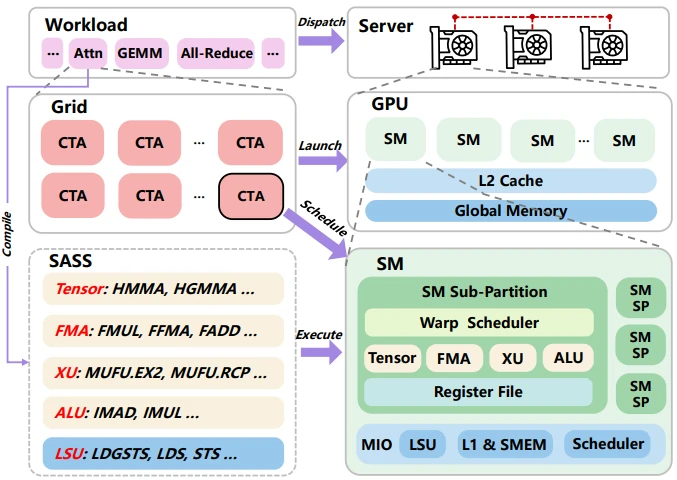 Workload
... Attn GEMM All-Reduce ...
Dispatch
Server
Grid
CTA CTA ... CTA
CTA CTA ... CTA
Launch
Schedule
Compile
GPU
SM SM SM ... SM
L2 Cache
Global Memory
SASS
Tensor: HMMA, HGMMA ...
FMA: FMUL, FFMA, FADD ...
XU: MUFU.EX2, MUFU.RCP ...
ALU: IMAD, IMUL ...
LSU: LDGSTS, LDS, STS ...
Execute
SM
SM Sub-Partition
Warp Scheduler
Tensor FMA XU ALU
Register File
SM
SP
SM
SP
SM
SP
MIO LSU L1 & SMEM Scheduler